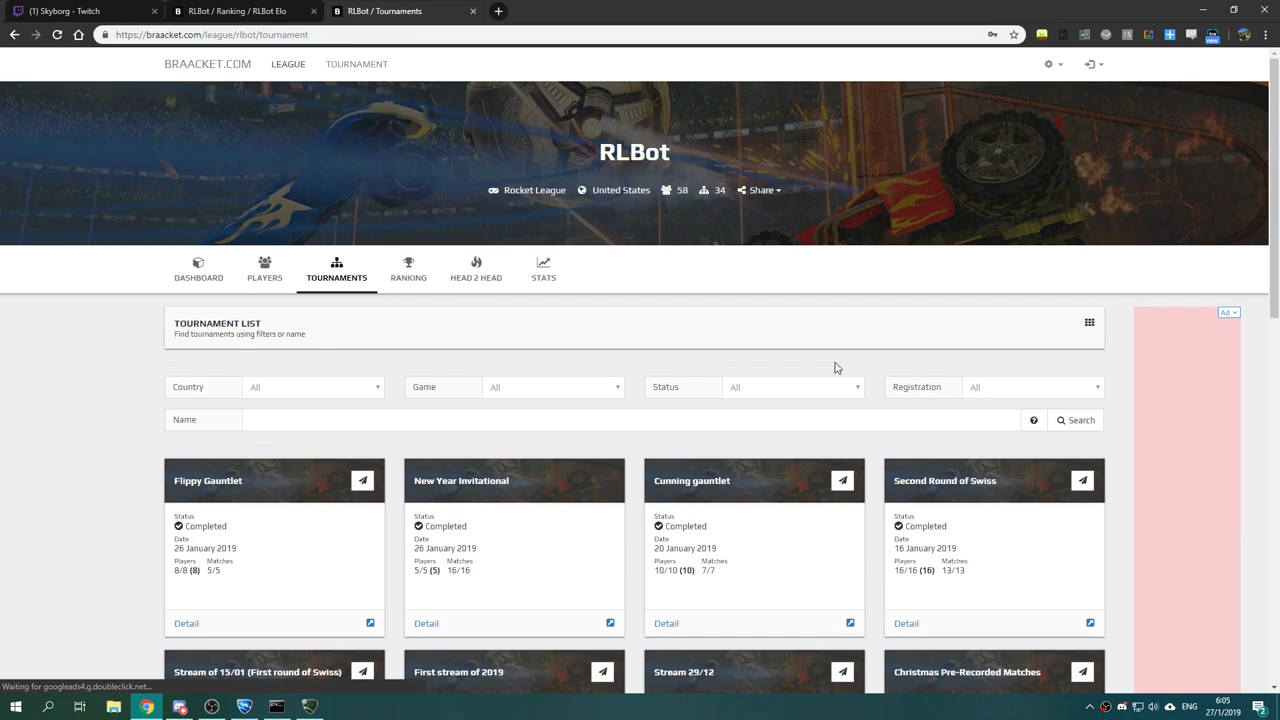 (1) Skyborg - Twitch
RLBot / Ranking / RLBot Elo
RLBot / Tournaments
https://braacket.com/league/rlbot/tournament
new
BRAACKET.COM LEAGUE TOURNAMENT
RLBot
Rocket League United States 58 34 Share
DASHBOARD PLAYERS TOURNAMENTS RANKING HEAD 2 HEAD STATS
TOURNAMENT LIST
Find tournaments using filters or name
Ad
Country All Game All Status All Registration All
Name Search
Flippy Gauntlet
Status
Completed
Date
26 January 2019
Players Matches
8/8 (8) 5/5
Detail
New Year Invitational
Status
Completed
Date
26 January 2019
Players Matches
5/5 (5) 16/16
Detail
Cunning gauntlet
Status
Completed
Date
20 January 2019
Players Matches
10/10 (10) 7/7
Detail
Second Round of Swiss
Status
Completed
Date
16 January 2019
Players Matches
16/16 (16) 13/13
Detail
Stream of 15/01 (First round of Swiss)
First stream of 2019
Stream 29/12
Christmas Pre-Recorded Matches
Waiting for googleads4.g.doubleclick.net...
ENG
6:05
27/1/2019
2